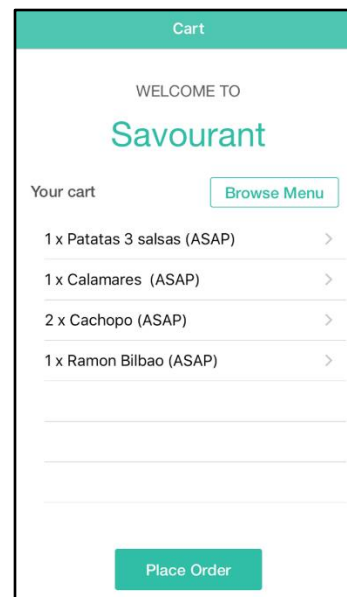 Cart
WELCOME TO
Savourant
Your cart
Browse Menu
1 x Patatas 3 salsas (ASAP)
1 x Calamares (ASAP)
2 x Cachopo (ASAP)
1 x Ramon Bilbao (ASAP)
Place Order